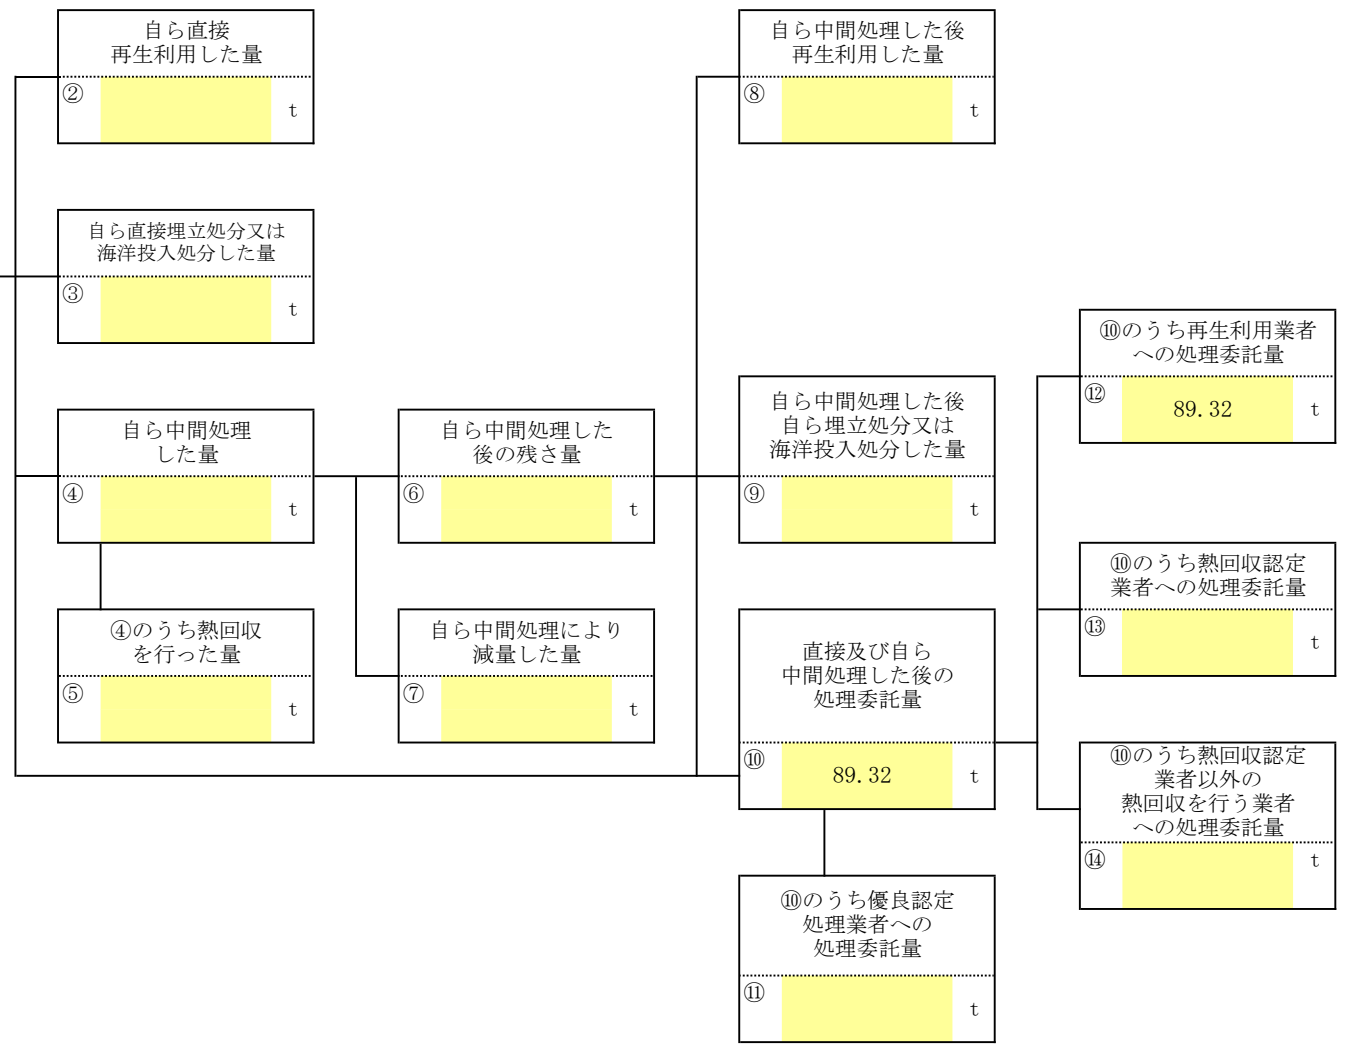 自ら直接
再生利用した量
②
t
自ら中間処理した後
再生利用した量
⑧
t
自ら直接埋立処分又は
海洋投入処分した量
③
t
⑩のうち再生利用業者
への処理委託量
⑫
89.32
t
自ら中間処理
した量
④
t
自ら中間処理した
後の残さ量
⑥
t
自ら中間処理した後
自ら埋立処分又は
海洋投入処分した量
⑨
t
⑩のうち熱回収認定
業者への処理委託量
⑬
t
④のうち熱回収
を行った量
⑤
t
自ら中間処理により
減量した量
⑦
t
直接及び自ら
中間処理した後の
処理委託量
⑩
89.32
t
⑩のうち熱回収認定
業者以外の
熱回収を行う業者
への処理委託量
⑭
t
⑩のうち優良認定
処理業者への
処理委託量
⑪
t